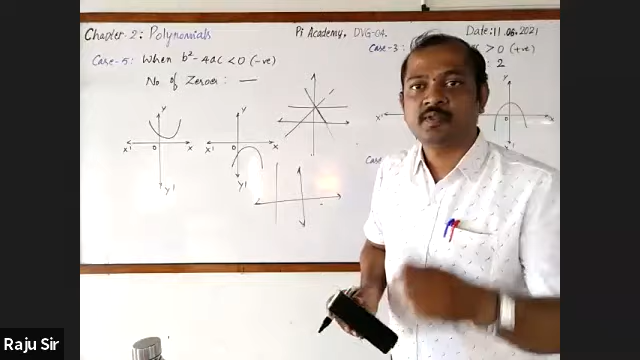 Chapter-2: Polynomials
Pi Academy. DVG-04.
Date: 11.06.2021
Case-5: When b²-4ac < 0 (-ve)
No of Zeroes: —
Case-3:
> 0 (+ve)
: 2
Y
X' O X
Y'
Y
X' O X
Y'
Y
X' O X
Cas
Raju Sir